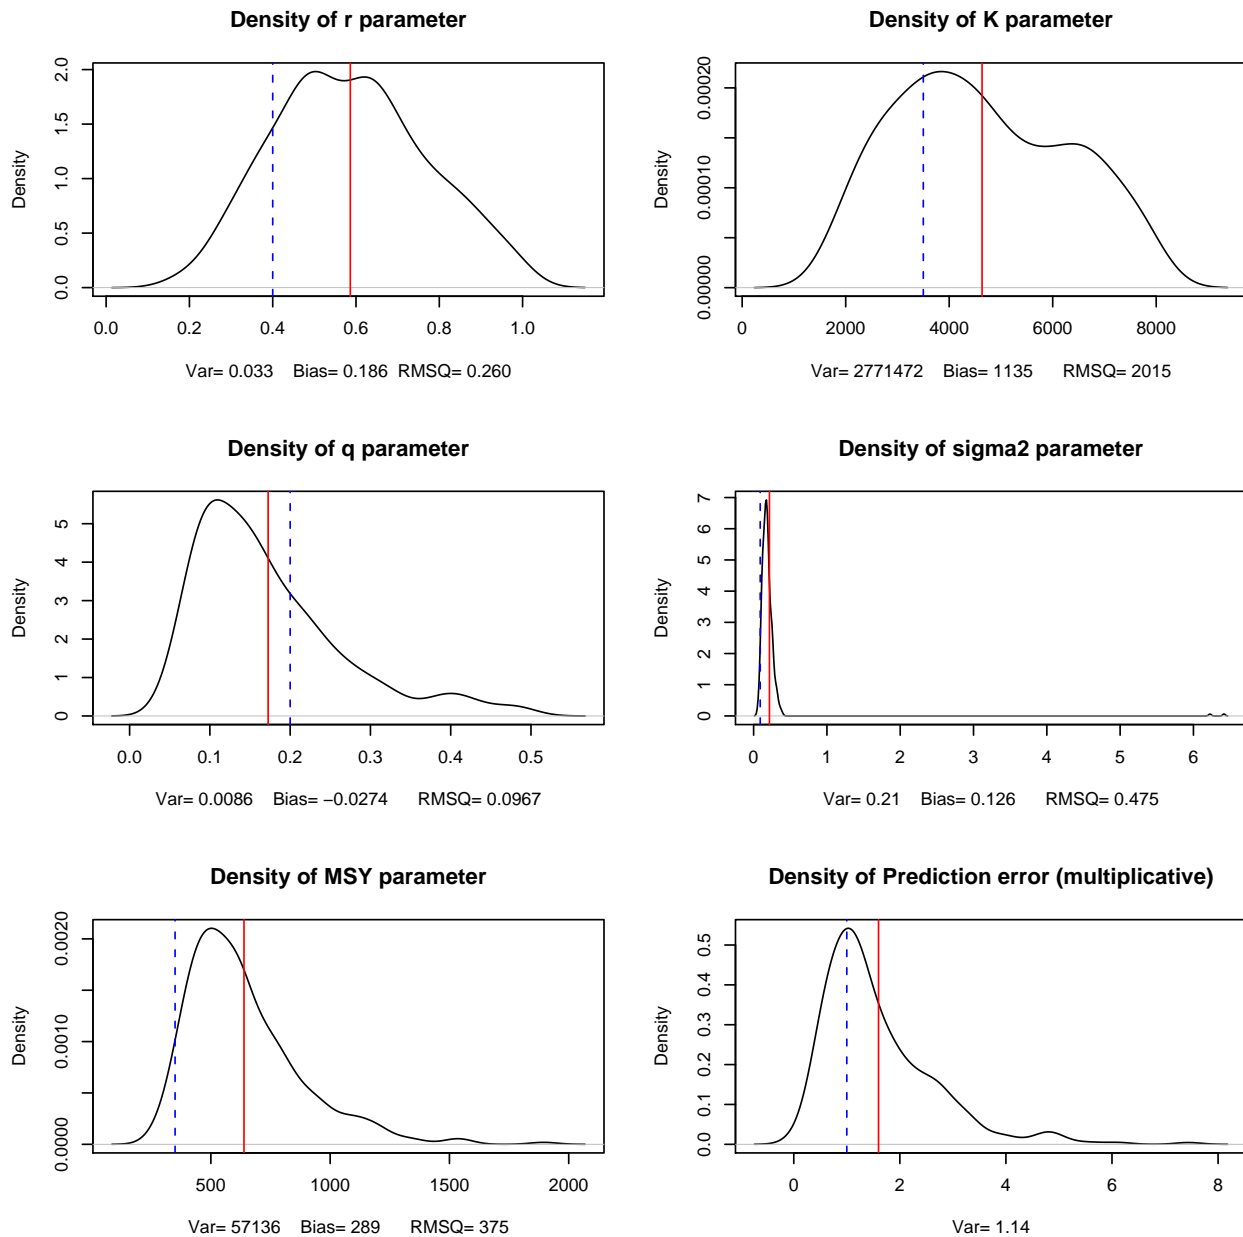 Density of r parameter
Density
0.0 0.5 1.0 1.5 2.0
0.0 0.2 0.4 0.6 0.8 1.0
Var= 0.033 Bias= 0.186 RMSQ= 0.260
Density of K parameter
Density
0.00000 0.00010 0.00020
0 2000 4000 6000 8000
Var= 2771472 Bias= 1135 RMSQ= 2015
Density of q parameter
Density
0 1 2 3 4 5
0.0 0.1 0.2 0.3 0.4 0.5
Var= 0.0086 Bias= −0.0274 RMSQ= 0.0967
Density of sigma2 parameter
Density
0 1 2 3 4 5 6 7
0 1 2 3 4 5 6
Var= 0.21 Bias= 0.126 RMSQ= 0.475
Density of MSY parameter
Density
0.0000 0.0010 0.0020
500 1000 1500 2000
Var= 57136 Bias= 289 RMSQ= 375
Density of Prediction error (multiplicative)
Density
0.0 0.1 0.2 0.3 0.4 0.5
0 2 4 6 8
Var= 1.14